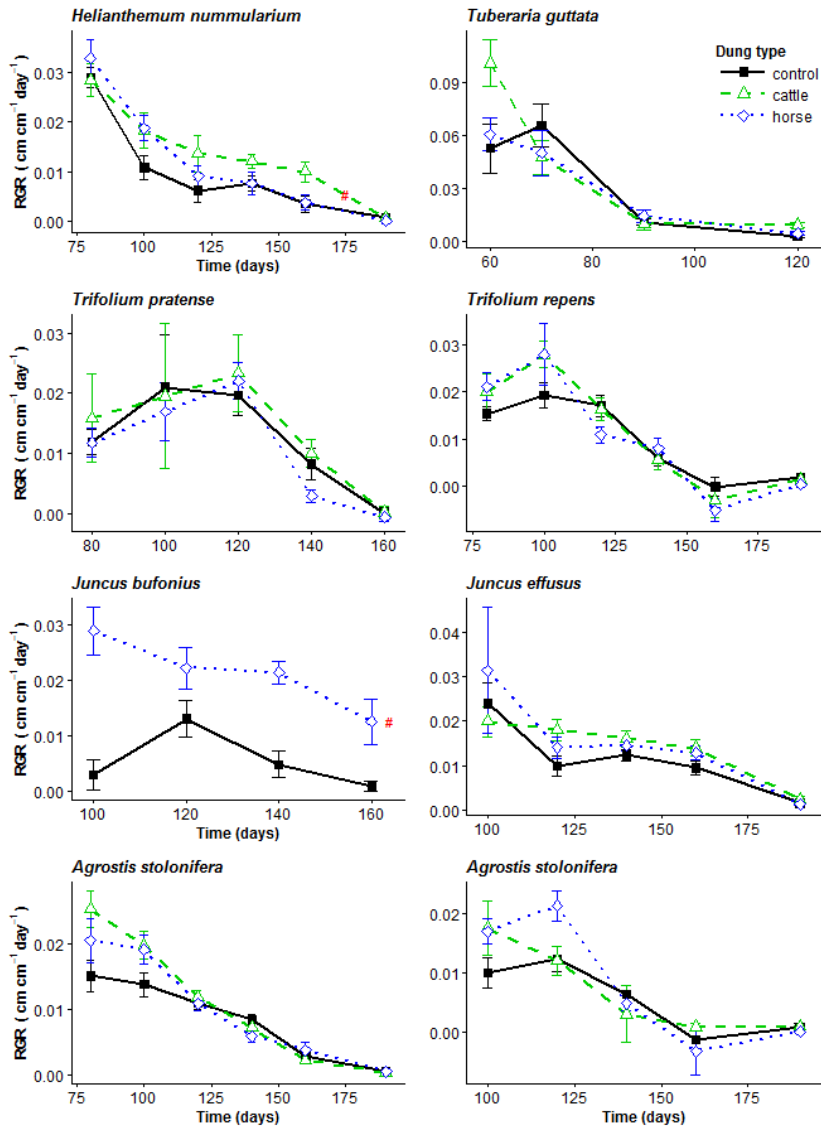 Helianthemum nummularium
RGR ( cm cm⁻¹ day⁻¹)
0.03
0.02
0.01
0.00
#
75 100 125 150 175
Time (days)
Tuberaria guttata
Dung type
control
cattle
horse
0.09
0.06
0.03
0.00
60 80 100 120
Trifolium pratense
RGR ( cm cm⁻¹ day⁻¹)
0.03
0.02
0.01
0.00
80 100 120 140 160
Trifolium repens
0.03
0.02
0.01
0.00
75 100 125 150 175
Juncus bufonius
RGR ( cm cm⁻¹ day⁻¹)
0.03
0.02
0.01
0.00
#
100 120 140 160
Time (days)
Juncus effusus
0.04
0.03
0.02
0.01
0.00
100 125 150 175
Agrostis stolonifera
RGR ( cm cm⁻¹ day⁻¹)
0.02
0.01
0.00
75 100 125 150 175
Time (days)
Agrostis stolonifera
0.02
0.01
0.00
100 125 150 175
Time (days)